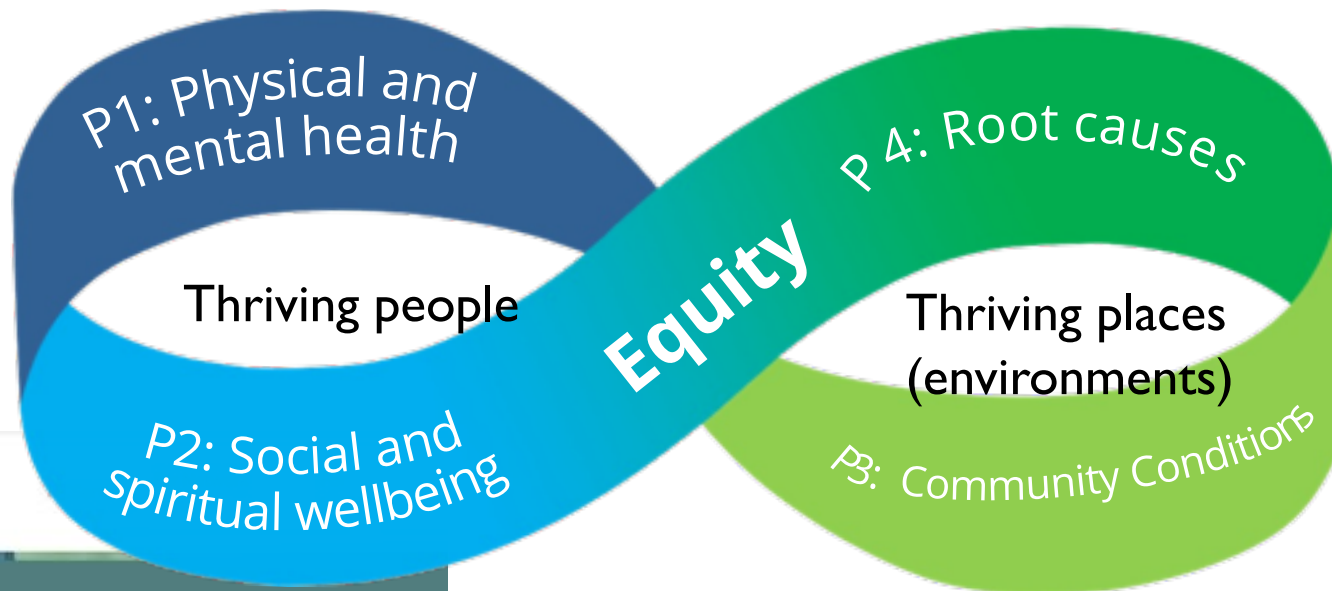 P1: Physical and
mental health
Thriving people
P2: Social and
spiritual wellbeing
Equity
P 4: Root causes
Thriving places
(environments)
P3: Community Conditions